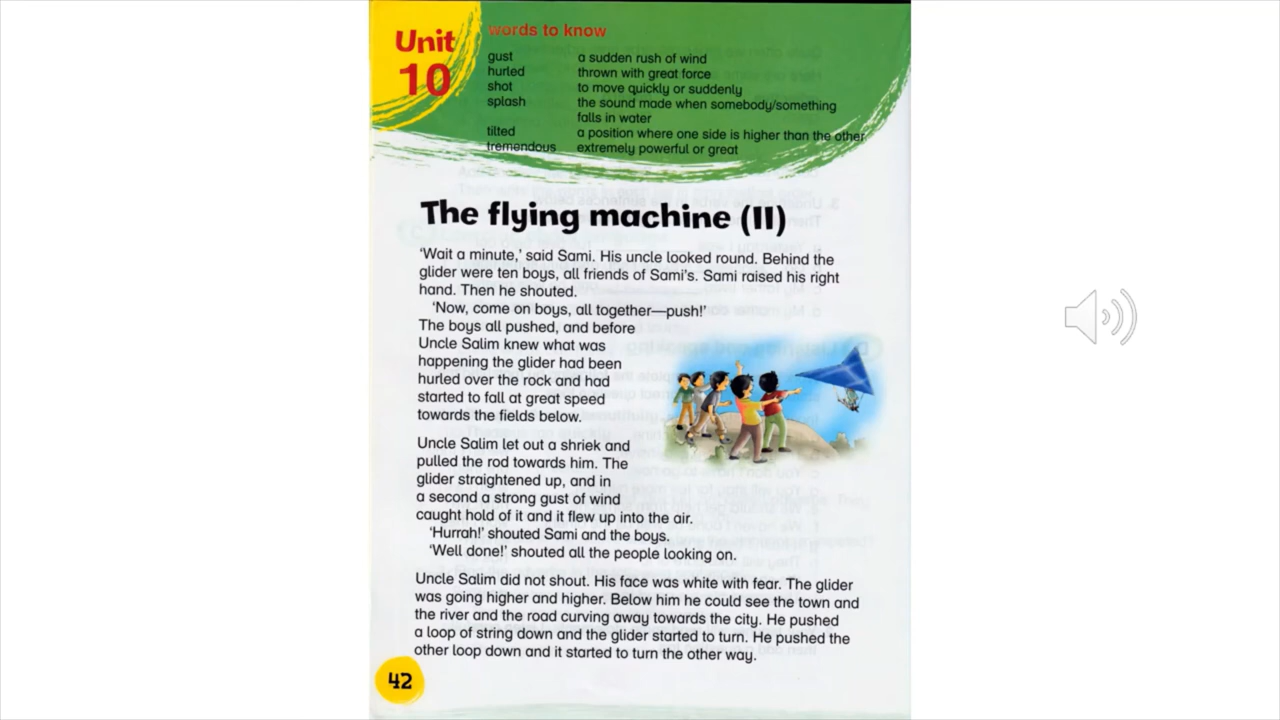 Unit
10
words to know
gust a sudden rush of wind
hurled thrown with great force
shot to move quickly or suddenly
splash the sound made when somebody/something
falls in water
tilted a position where one side is higher than the other
tremendous extremely powerful or great
The flying machine (II)
‘Wait a minute,’ said Sami. His uncle looked round. Behind the
glider were ten boys, all friends of Sami’s. Sami raised his right
hand. Then he shouted.
‘Now, come on boys, all together—push!’
The boys all pushed, and before
Uncle Salim knew what was
happening the glider had been
hurled over the rock and had
started to fall at great speed
towards the fields below.
Uncle Salim let out a shriek and
pulled the rod towards him. The
glider straightened up, and in
a second a strong gust of wind
caught hold of it and it flew up into the air.
‘Hurrah!’ shouted Sami and the boys.
‘Well done!’ shouted all the people looking on.
Uncle Salim did not shout. His face was white with fear. The glider
was going higher and higher. Below him he could see the town and
the river and the road curving away towards the city. He pushed
a loop of string down and the glider started to turn. He pushed the
other loop down and it started to turn the other way.
42